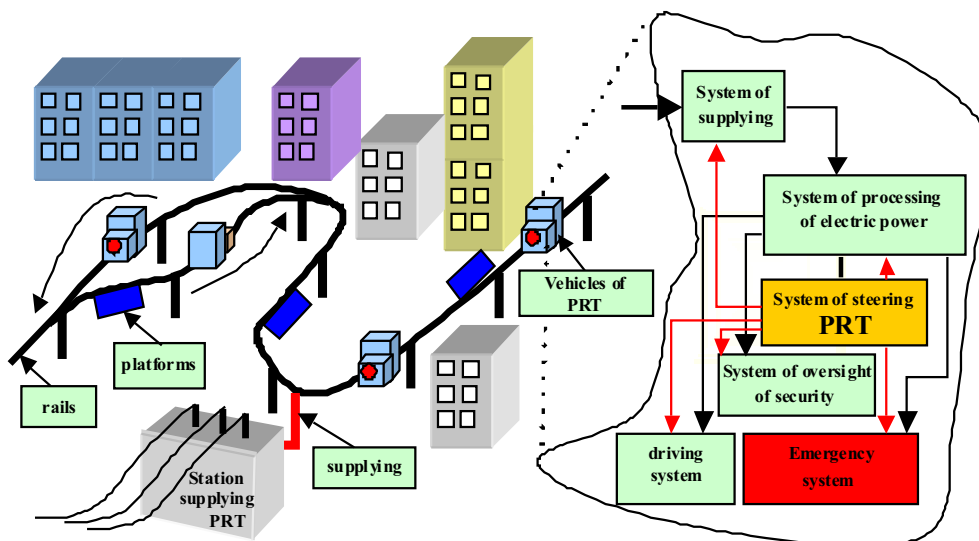 System of
supplying
System of processing
of electric power
System of steering
PRT
System of oversight
of security
driving
system
Emergency
system
Vehicles of
PRT
platforms
rails
supplying
Station
supplying
PRT